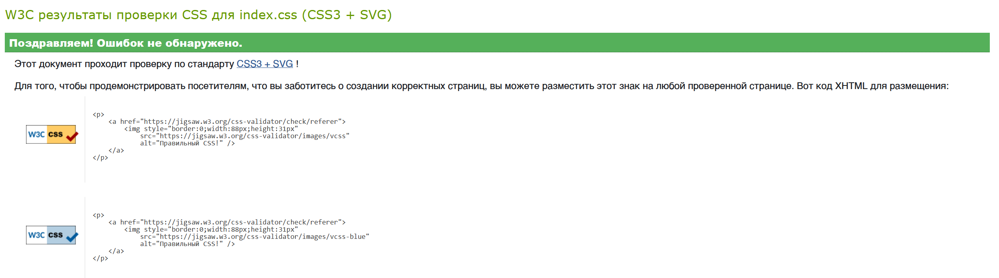 W3C результаты проверки CSS для index.css (CSS3 + SVG)
Поздравляем! Ошибок не обнаружено.
Этот документ проходит проверку по стандарту CSS3 + SVG !
Для того, чтобы продемонстрировать посетителям, что вы заботитесь о создании корректных страниц, вы можете разместить этот знак на любой проверенной странице. Вот код XHTML для размещения:
W3C css
<p>
    <a href="https://jigsaw.w3.org/css-validator/check/referer">
        <img style="border:0;width:88px;height:31px"
            src="https://jigsaw.w3.org/css-validator/images/vcss"
            alt="Правильный CSS!" />
    </a>
</p>
W3C css
<p>
    <a href="https://jigsaw.w3.org/css-validator/check/referer">
        <img style="border:0;width:88px;height:31px"
            src="https://jigsaw.w3.org/css-validator/images/vcss-blue"
            alt="Правильный CSS!" />
    </a>
</p>